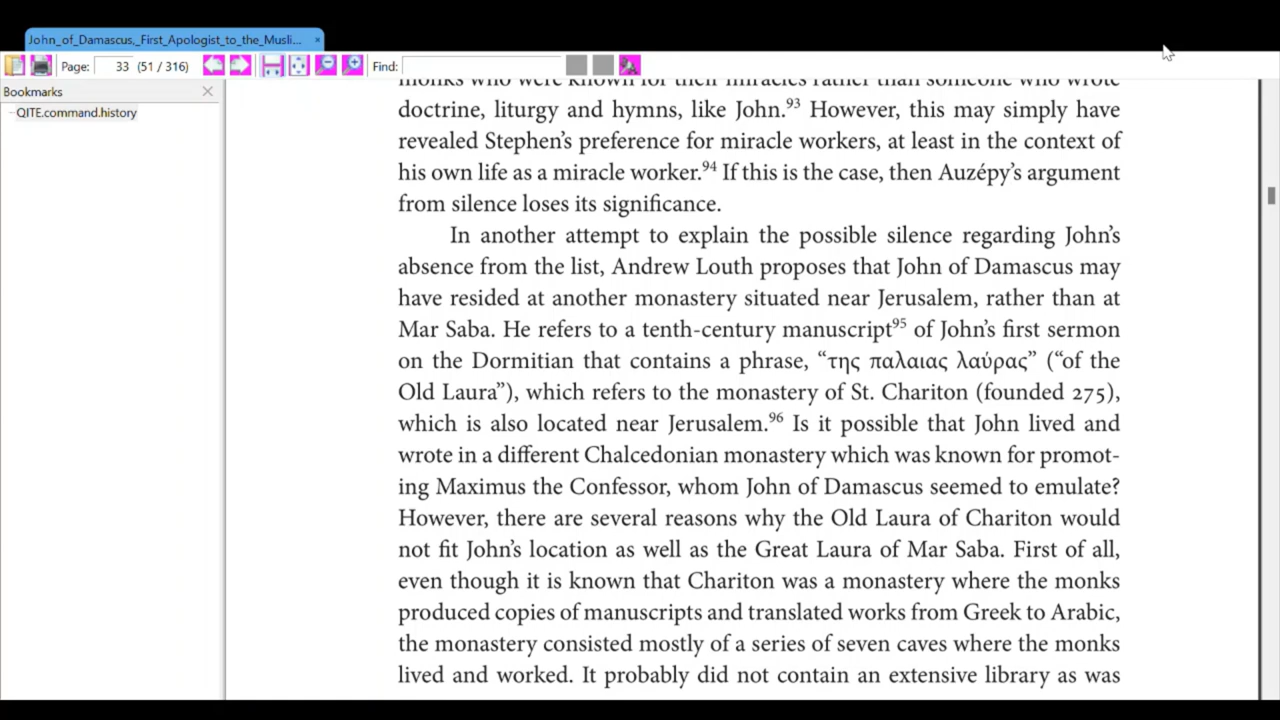 John_of_Damascus,_First_Apologist_to_the_Musli... ×
Page: 33 (51 / 316) Find:
Bookmarks
QITE.command.history
monks who were known for their miracles rather than someone who wrote
doctrine, liturgy and hymns, like John.93 However, this may simply have
revealed Stephen's preference for miracle workers, at least in the context of
his own life as a miracle worker.94 If this is the case, then Auzépy's argument
from silence loses its significance.
In another attempt to explain the possible silence regarding John's
absence from the list, Andrew Louth proposes that John of Damascus may
have resided at another monastery situated near Jerusalem, rather than at
Mar Saba. He refers to a tenth-century manuscript95 of John's first sermon
on the Dormitian that contains a phrase, “της παλαιας λαύρας” (“of the
Old Laura”), which refers to the monastery of St. Chariton (founded 275),
which is also located near Jerusalem.96 Is it possible that John lived and
wrote in a different Chalcedonian monastery which was known for promot-
ing Maximus the Confessor, whom John of Damascus seemed to emulate?
However, there are several reasons why the Old Laura of Chariton would
not fit John's location as well as the Great Laura of Mar Saba. First of all,
even though it is known that Chariton was a monastery where the monks
produced copies of manuscripts and translated works from Greek to Arabic,
the monastery consisted mostly of a series of seven caves where the monks
lived and worked. It probably did not contain an extensive library as was